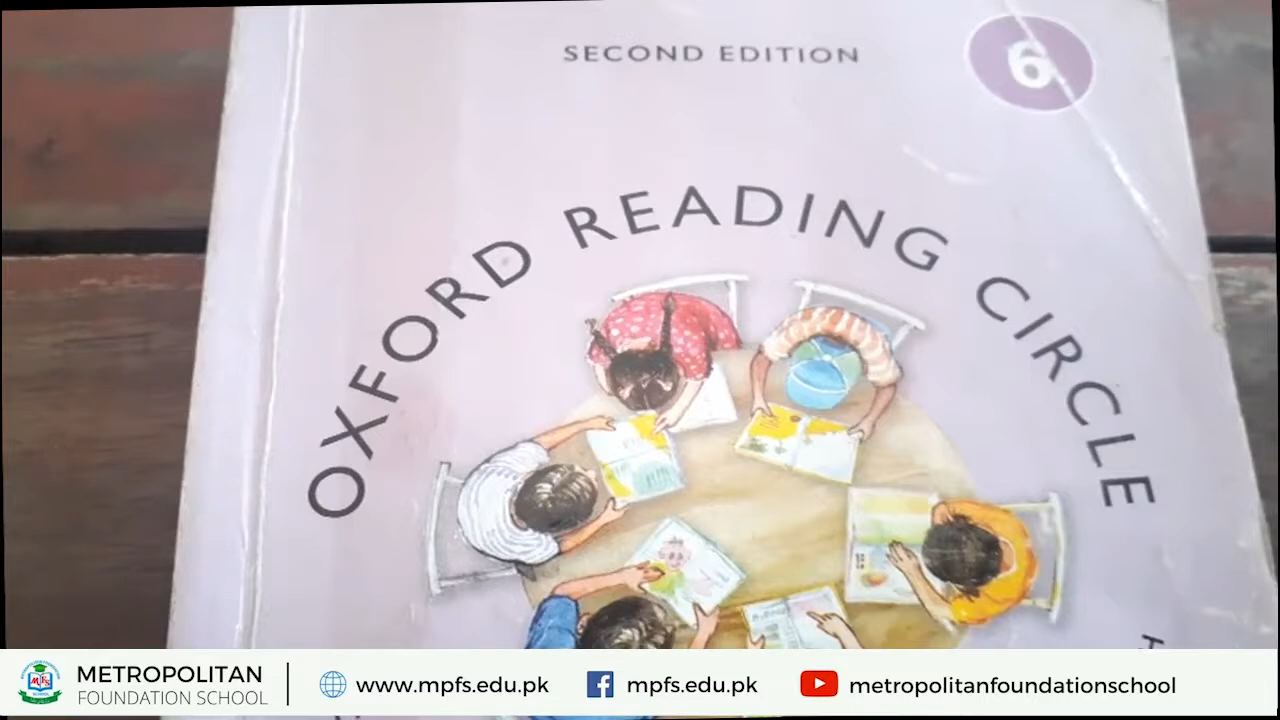 SECOND EDITION
6
OXFORD READING CIRCLE
METROPOLITAN
FOUNDATION SCHOOL
www.mpfs.edu.pk
mpfs.edu.pk
metropolitanfoundationschool